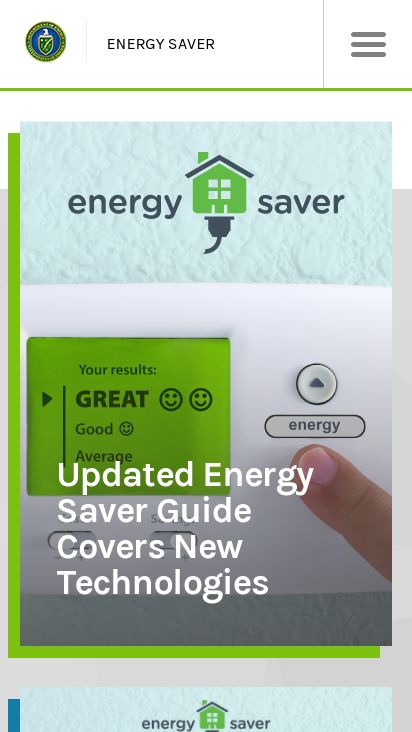 ENERGY SAVER
energy saver
Your results:
GREAT
Good
Average
energy
Updated Energy
Saver Guide
Covers New
Technologies
energy saver